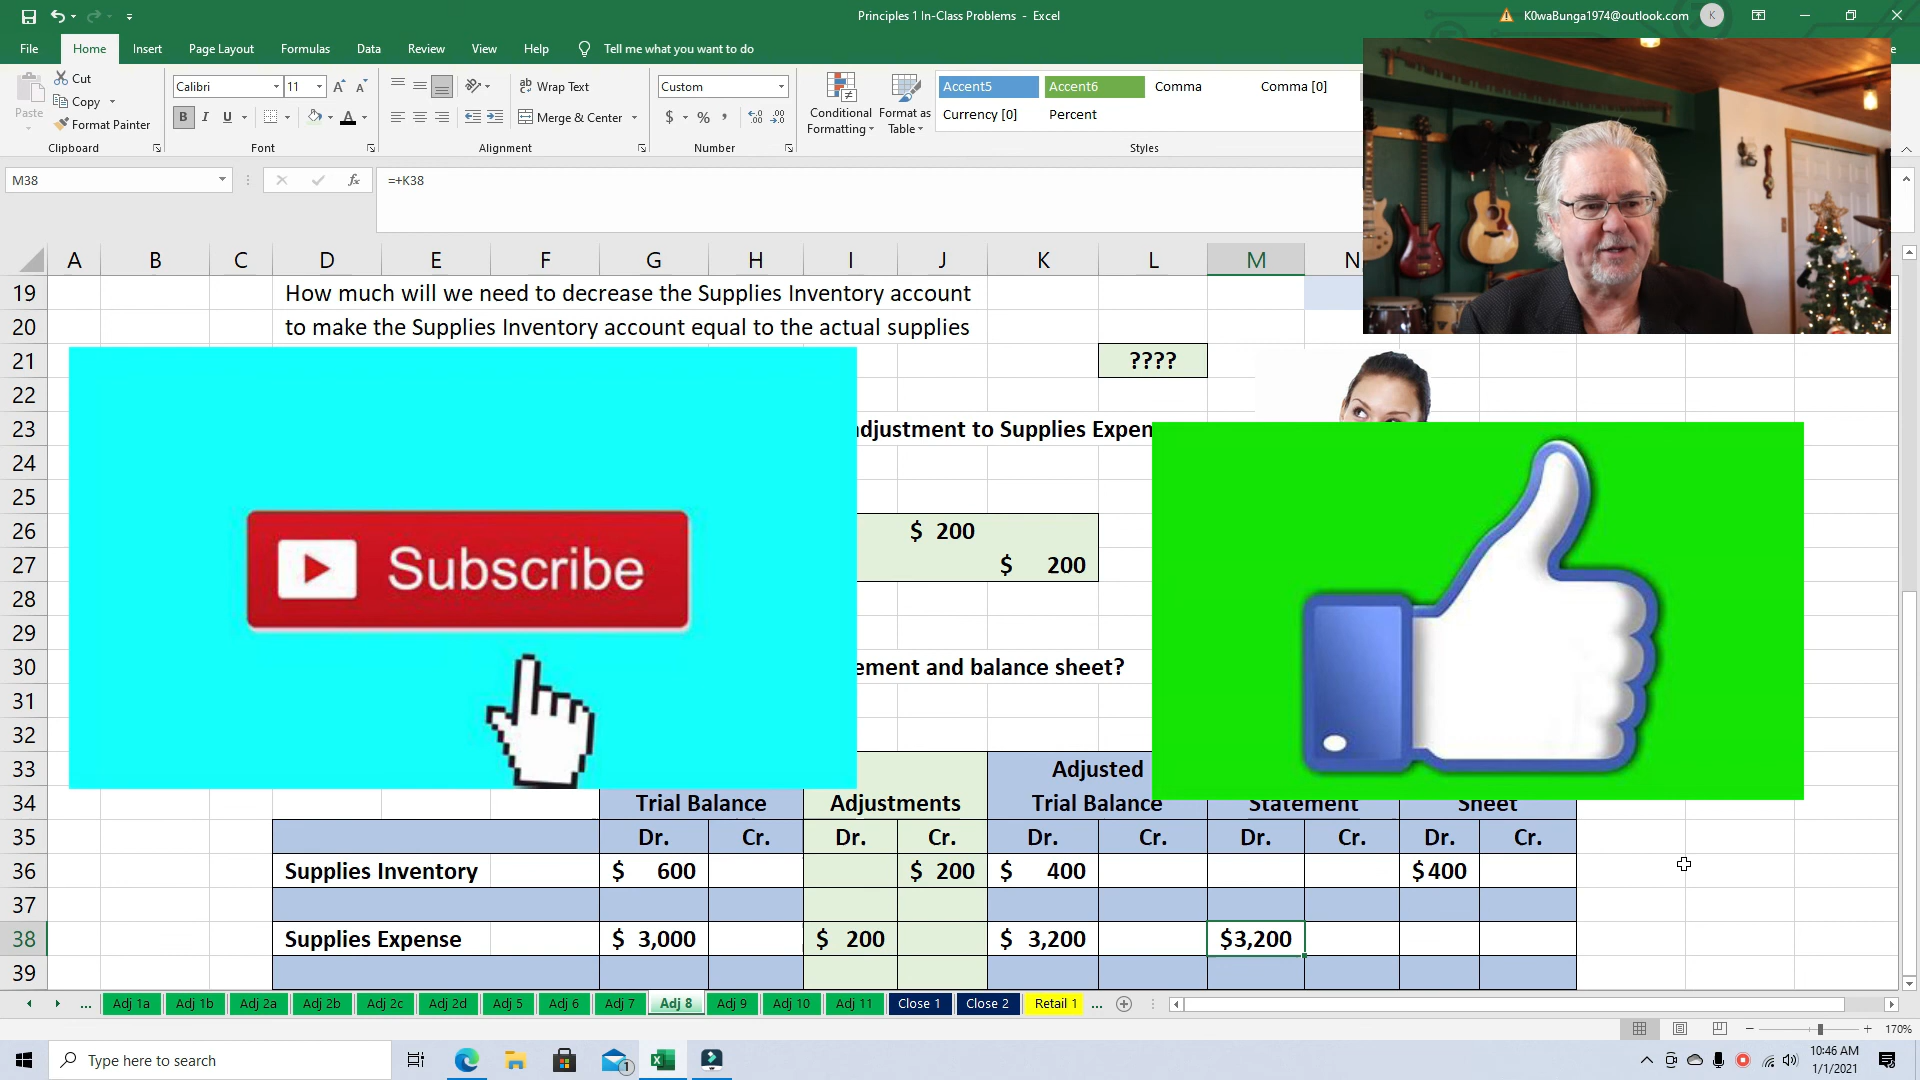 Principles 1 In-Class Problems - Excel
K0waBunga1974@outlook.com
K
File Home Insert Page Layout Formulas Data Review View Help Tell me what you want to do
Cut
Copy
Format Painter
Paste
Clipboard
Calibri 11
B I U A
Font
Wrap Text
Merge & Center
Alignment
Custom
$ % ,
Number
Conditional Formatting
Format as Table
Accent5 Accent6 Comma Comma [0]
Currency [0] Percent
Styles
M38 fx =+K38
A B C D E F G H I J K L M N
19 How much will we need to decrease the Supplies Inventory account
20 to make the Supplies Inventory account equal to the actual supplies
21 ????
22
23 adjustment to Supplies Expen
24
25
26 $ 200
27 $ 200
28
29
30 ement and balance sheet?
31
32
33 Adjusted
34 Trial Balance Adjustments Trial Balance Statement Sheet
35 Dr. Cr. Dr. Cr. Dr. Cr. Dr. Cr. Dr. Cr.
36 Supplies Inventory $ 600 $ 200 $ 400 $400
37
38 Supplies Expense $ 3,000 $ 200 $ 3,200 $3,200
39
Subscribe
... Adj 1a Adj 1b Adj 2a Adj 2b Adj 2c Adj 2d Adj 5 Adj 6 Adj 7 Adj 8 Adj 9 Adj 10 Adj 11 Close 1 Close 2 Retail 1 ...
170%
Type here to search
1
10:46 AM
1/1/2021